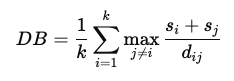 $DB = \frac{1}{k} \sum_{i=1}^{k} \max_{j \neq i} \frac{s_i + s_j}{d_{ij}}$